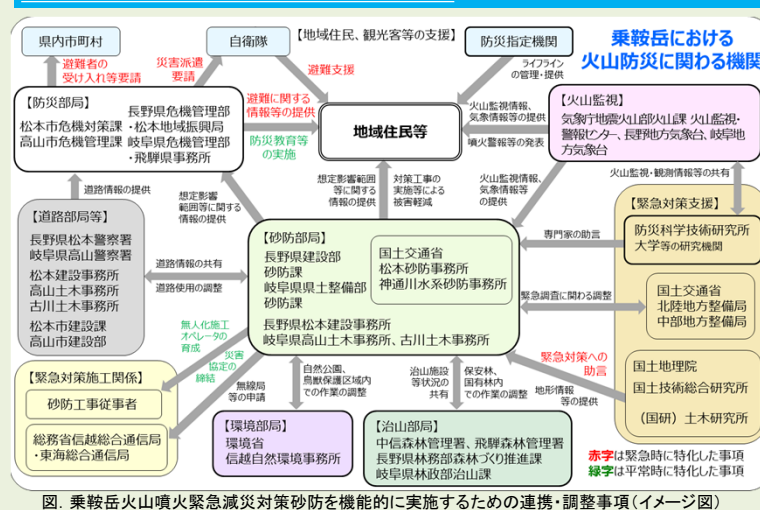 県内市町村
自衛隊
【地域住民、観光客等の支援】
防災指定機関
乗鞍岳における
火山防災に関わる機関
避難者の
受け入れ等要請
災害派遣
要請
避難支援
ライフライン
の管理・提供
【防災部局】
松本市危機対策課
高山市危機管理課
長野県危機管理部
・松本地域振興局
岐阜県危機管理部
・飛騨県事務所
避難に関する
情報等の提供
防災教育等
の実施
地域住民等
火山監視情報、
気象情報等の提供
噴火警報等の発表
【火山監視】
気象庁地震火山部火山課 火山監視・
警報センター、長野地方気象台、岐阜地
方気象台
道路情報の提供
想定影響
範囲等に関する
情報の提供
想定影響範囲
等に関する
情報の提供
対策工事の
実施等による
被害軽減
火山監視情報、
気象情報等
の提供
火山監視・観測情報等の共有
【道路部局等】
長野県松本警察署
岐阜県高山警察署
松本建設事務所
高山土木事務所
古川土木事務所
松本市建設課
高山市建設部
道路情報の共有
道路使用の調整
【砂防部局】
長野県建設部
砂防課
岐阜県県土整備部
砂防課
国土交通省
松本砂防事務所
神通川水系砂防事務所
長野県松本建設事務所
岐阜県高山土木事務所、古川土木事務所
【緊急対策支援】
防災科学技術研究所
大学等の研究機関
専門家の助言
緊急調査に関わる調整
国土交通省
北陸地方整備局
中部地方整備局
国土地理院
国土技術総合研究所
（国研）土木研究所
緊急対策への
助言
地形情報
等の提供
無人化施工
オペレータの
育成
災害
協定の
締結
無線局
等の申請
【緊急対策施工関係】
砂防工事従事者
総務省信越総合通信局
・東海総合通信局
自然公園、
鳥獣保護区域内
での作業の調整
治山施設
等状況の
共有
保安林、
国有林内
での作業の調整
【環境部局】
環境省
信越自然環境事務所
【治山部局】
中信森林管理署、飛騨森林管理署
長野県林務部森林づくり推進課
岐阜県林政部治山課
赤字は緊急時に特化した事項
緑字は平常時に特化した事項
図．乗鞍岳火山噴火緊急減災対策砂防を機能的に実施するための連携・調整事項（イメージ図）